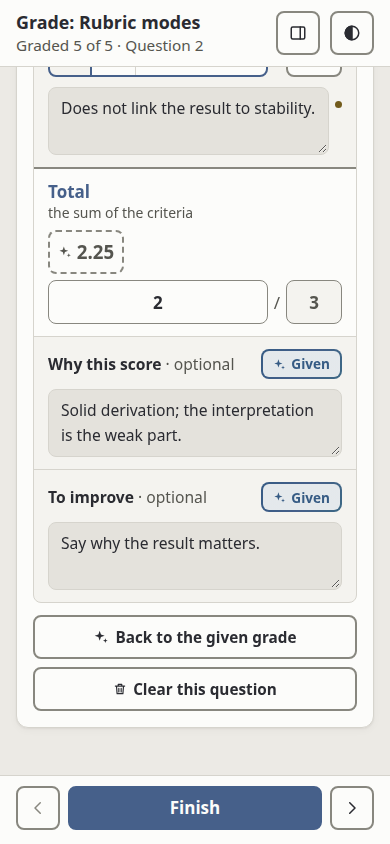 Grade: Rubric modes
Graded 5 of 5 · Question 2
Does not link the result to stability.
Total
the sum of the criteria
2.25
2 / 3
Why this score · optional
Given
Solid derivation; the interpretation
is the weak part.
To improve · optional
Given
Say why the result matters.
Back to the given grade
Clear this question
Finish